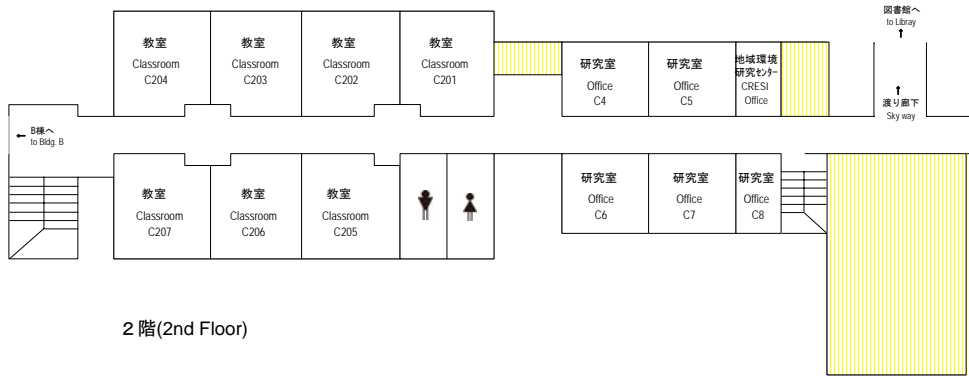 図書館へ
to Libray
↑
教室
Classroom
C204
教室
Classroom
C203
教室
Classroom
C202
教室
Classroom
C201
研究室
Office
C4
研究室
Office
C5
地域環境
研究ｾﾝﾀｰ
CRESI
Office
↑
渡り廊下
Sky way
← B棟へ
to Bldg. B
教室
Classroom
C207
教室
Classroom
C206
教室
Classroom
C205
研究室
Office
C6
研究室
Office
C7
研究室
Office
C8
２階(2nd Floor)